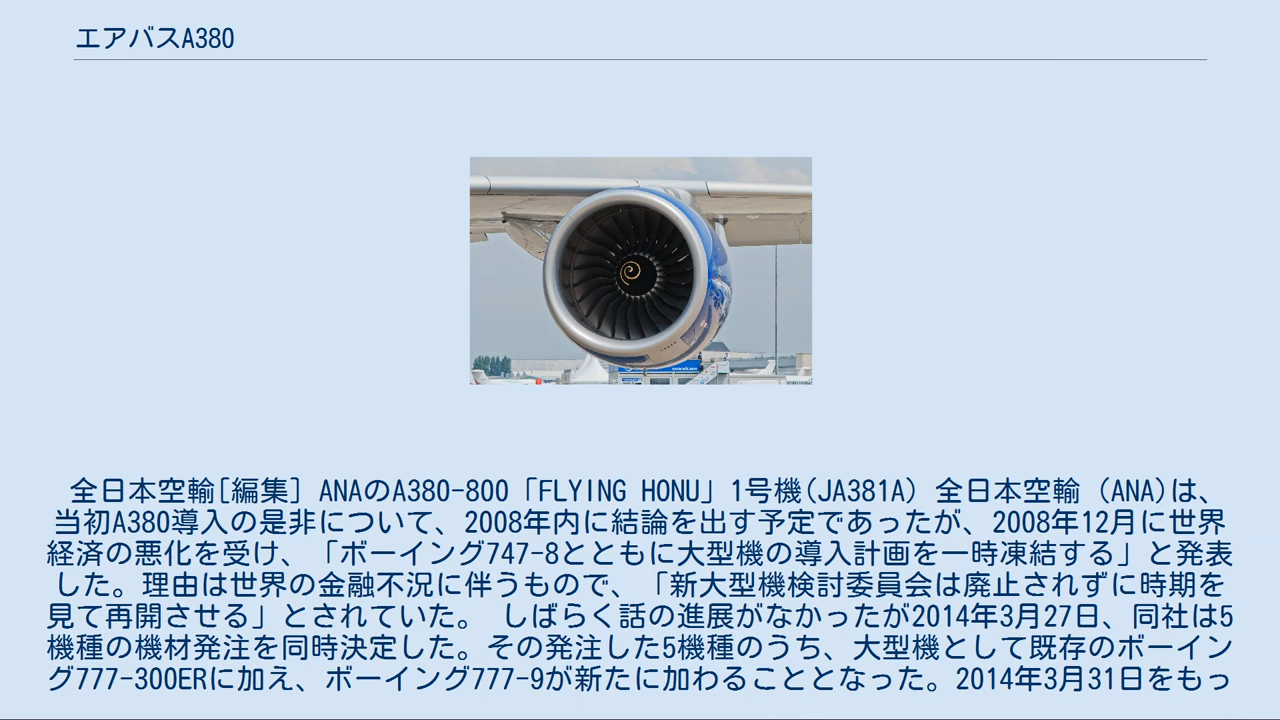 エアバスA380
全日本空輸[編集] ANAのA380-800「FLYING HONU」1号機(JA381A) 全日本空輸 (ANA)は、
当初A380導入の是非について、2008年内に結論を出す予定であったが、2008年12月に世界
経済の悪化を受け、「ボーイング747-8とともに大型機の導入計画を一時凍結する」と発表
した。理由は世界の金融不況に伴うもので、「新大型機検討委員会は廃止されずに時期を
見て再開させる」とされていた。 しばらく話の進展がなかったが2014年3月27日、同社は5
機種の機材発注を同時決定した。その発注した5機種のうち、大型機として既存のボーイン
グ777-300ERに加え、ボーイング777-9が新たに加わることとなった。2014年3月31日をもっ